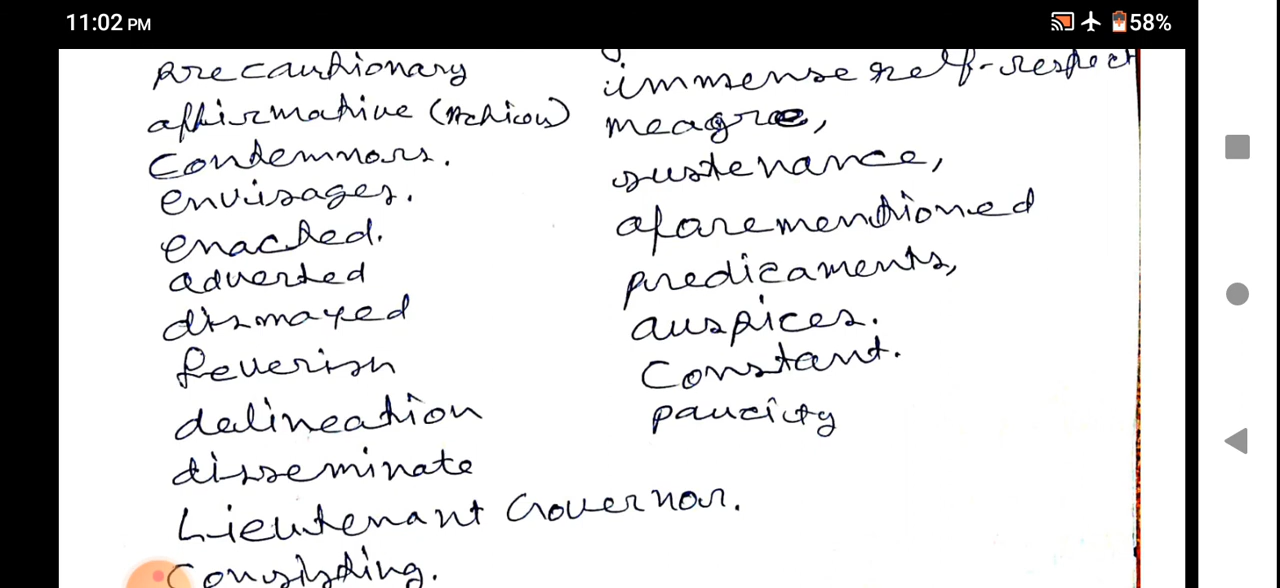 11:02 PM
58%
Precautionary
affirmative (Action)
Condemnors.
envisages.
enacted.
adverted
dismayed
feverish
delineation
disseminate
Lieutenant Governor.
immense self-respect
meagre,
sustenance,
aforementioned
predicaments,
auspices.
Constant.
paucity